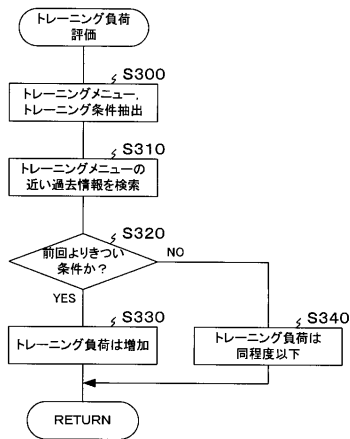 トレーニング負荷
評価
S300
トレーニングメニュー,
トレーニング条件抽出
S310
トレーニングメニューの
近い過去情報を検索
S320
前回よりきつい
条件か?
NO
YES
S330
トレーニング負荷は増加
S340
トレーニング負荷は
同程度以下
RETURN